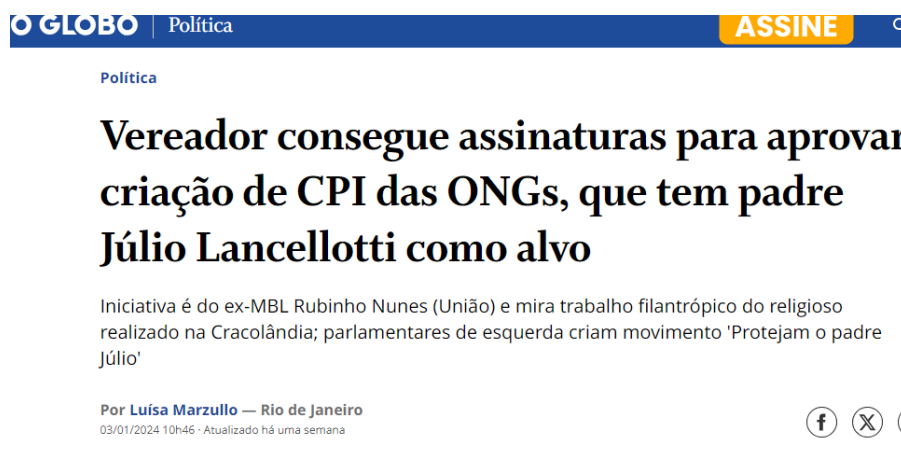 O GLOBO | Política ASSINE
Política
Vereador consegue assinaturas para aprovar
criação de CPI das ONGs, que tem padre
Júlio Lancellotti como alvo
Iniciativa é do ex-MBL Rubinho Nunes (União) e mira trabalho filantrópico do religioso
realizado na Cracolândia; parlamentares de esquerda criam movimento 'Protejam o padre
Júlio'
Por Luísa Marzullo — Rio de Janeiro
03/01/2024 10h46 · Atualizado há uma semana